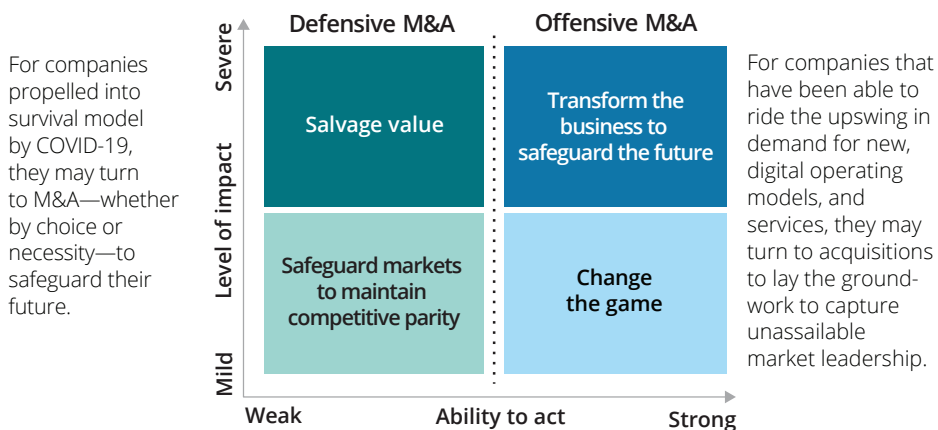 Defensive M&A
Offensive M&A
For companies
propelled into
survival model
by COVID-19,
they may turn
to M&A—whether
by choice or
necessity—to
safeguard their
future.
Severe
Level of impact
Mild
Salvage value
Transform the
business to
safeguard the future
Safeguard markets
to maintain
competitive parity
Change
the game
For companies that
have been able to
ride the upswing in
demand for new,
digital operating
models, and
services, they may
turn to acquisitions
to lay the ground-
work to capture
unassailable
market leadership.
Weak
Ability to act
Strong